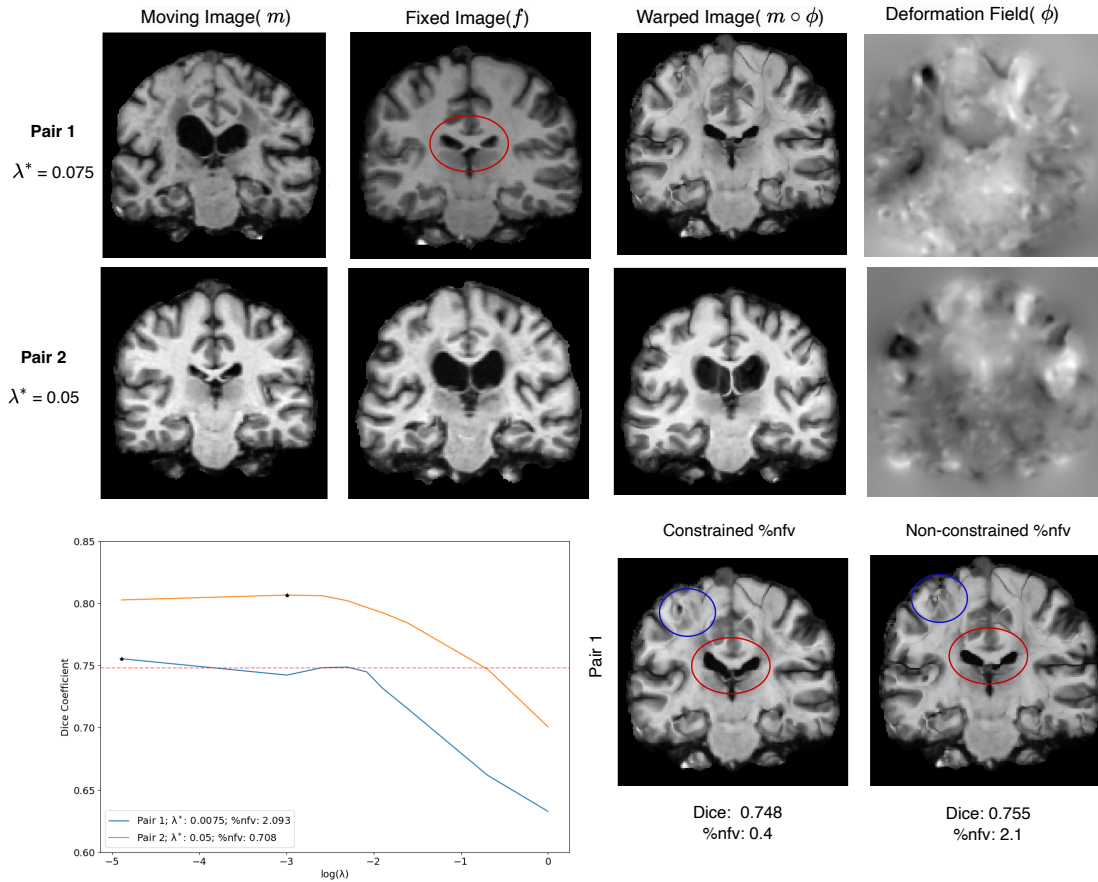 Moving Image( m) Fixed Image(f) Warped Image( m ∘ ϕ) Deformation Field( ϕ)
Pair 1
λ* = 0.075
Pair 2
λ* = 0.05
Constrained %nfv Non-constrained %nfv
0.85
0.80
0.75
0.70
0.65
0.60
Dice Coefficient
Pair 1; λ*: 0.0075; %nfv: 2.093
Pair 2; λ*: 0.05; %nfv: 0.708
−5 −4 −3 −2 −1 0
log(λ)
Pair 1
Dice: 0.748 Dice: 0.755
%nfv: 0.4 %nfv: 2.1